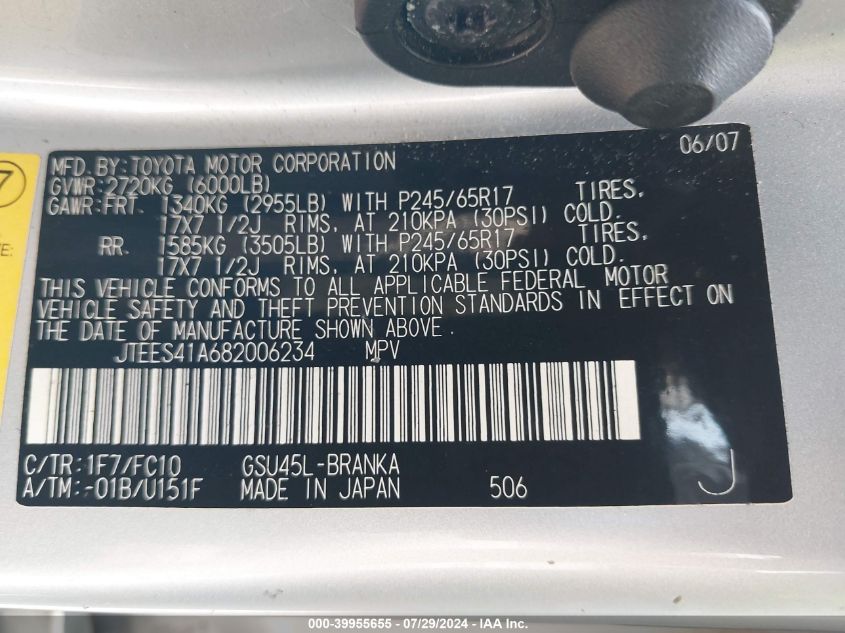 06/07
MFD.BY:TOYOTA MOTOR CORPORATION
GVWR:2720KG (6000LB)
GAWR:FRT. 1340KG (2955LB) WITH P245/65R17 TIRES,
17X7 1/2J RIMS, AT 210KPA (30PSI) COLD.
RR. 1585KG (3505LB) WITH P245/65R17 TIRES,
17X7 1/2J RIMS, AT 210KPA (30PSI) COLD.
THIS VEHICLE CONFORMS TO ALL APPLICABLE FEDERAL MOTOR
VEHICLE SAFETY AND THEFT PREVENTION STANDARDS IN EFFECT ON
THE DATE OF MANUFACTURE SHOWN ABOVE.
JTEES41A682006234 MPV
C/TR:1F7/FC10 GSU45L-BRANKA
A/TM:-01B/U151F MADE IN JAPAN 506 J
7
E:
000-39955655 - 07/29/2024 - IAA Inc.